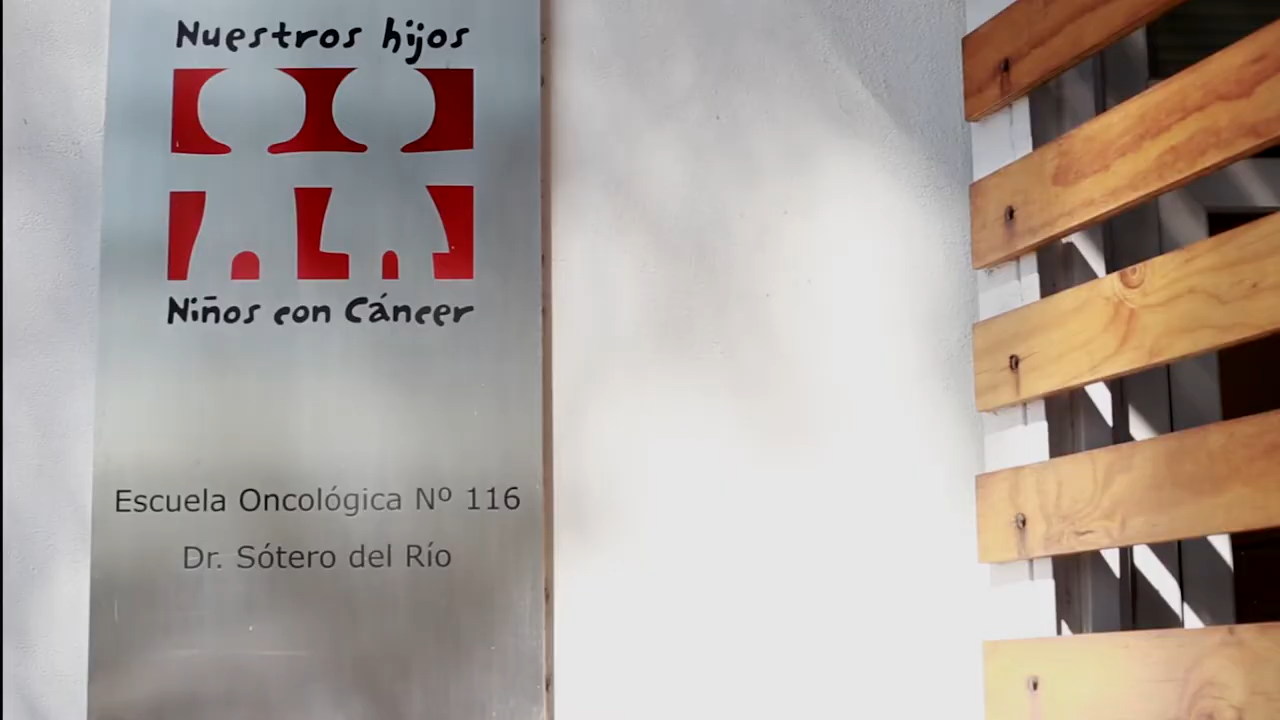 Nuestros hijos
Niños con Cáncer
Escuela Oncológica Nº 116
Dr. Sótero del Río